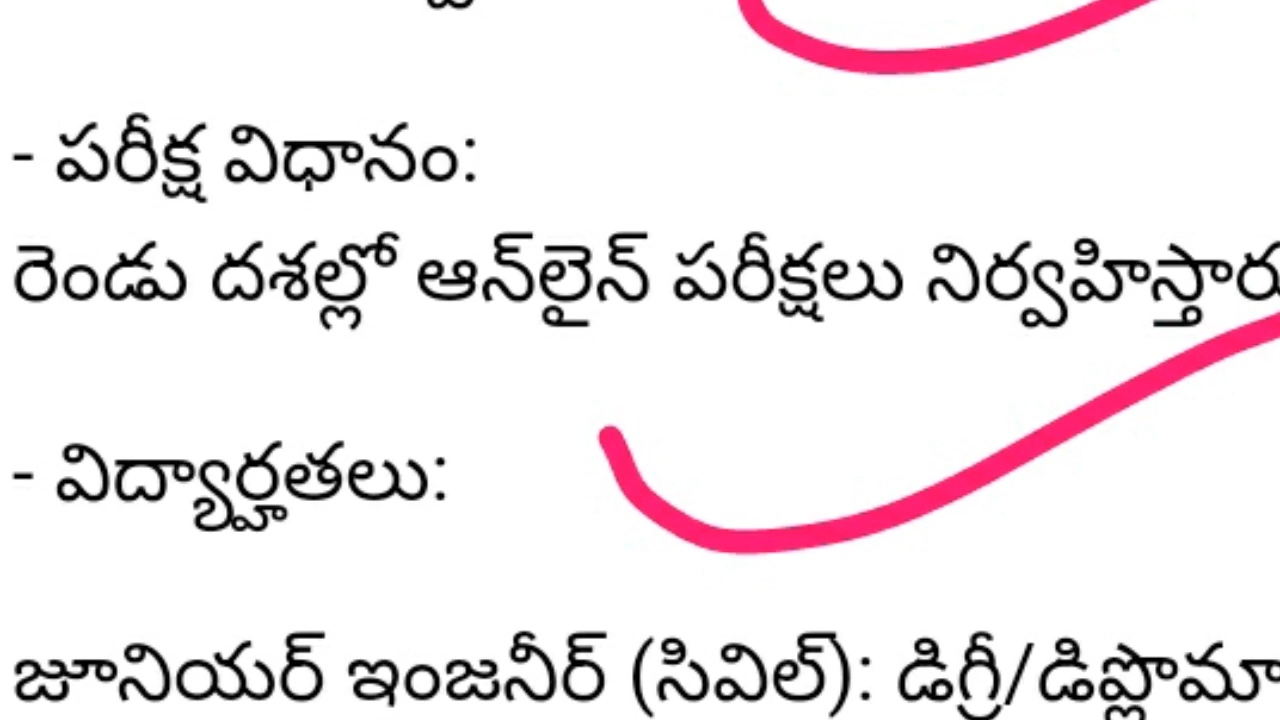 - పరీక్ష విధానం:
రెండు దశల్లో ఆన్‌లైన్ పరీక్షలు నిర్వహిస్తారు
- విద్యార్హతలు:
జూనియర్ ఇంజనీర్ (సివిల్): డిగ్రీ/డిప్లొమా